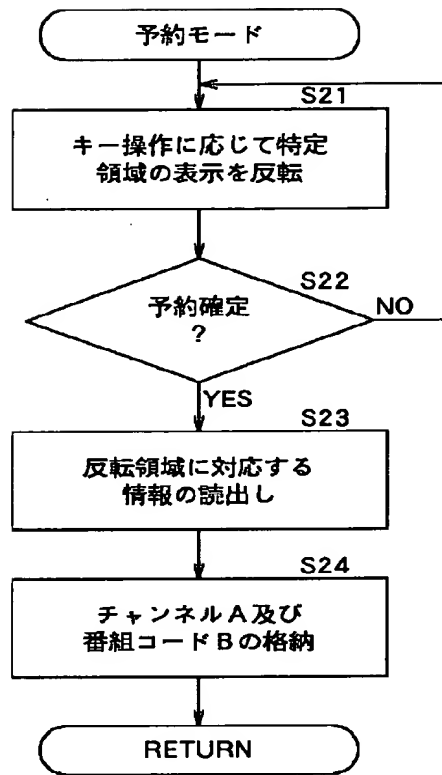 予約モード
S21
キー操作に応じて特定
領域の表示を反転
S22
予約確定
?
NO
YES
S23
反転領域に対応する
情報の読出し
S24
チャンネルA及び
番組コードBの格納
RETURN